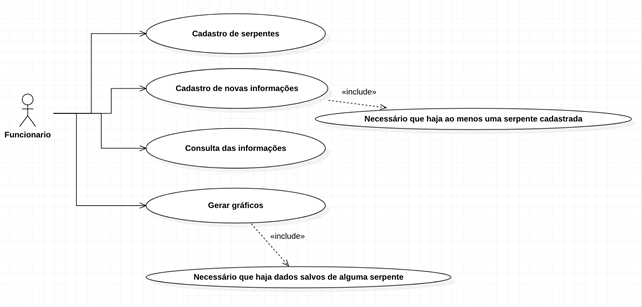 Cadastro de serpentes
Cadastro de novas informações
«include»
Necessário que haja ao menos uma serpente cadastrada
Funcionario
Consulta das informações
Gerar gráficos
«include»
Necessário que haja dados salvos de alguma serpente